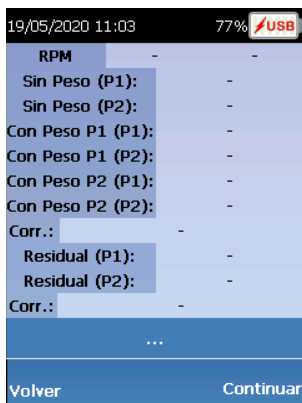 19/05/2020 11:03 77% USB
RPM - -
Sin Peso (P1): -
Sin Peso (P2): -
Con Peso P1 (P1): -
Con Peso P1 (P2): -
Con Peso P2 (P1): -
Con Peso P2 (P2): -
Corr.: -
Residual (P1): -
Residual (P2): -
Corr.: -
...
Volver Continuar